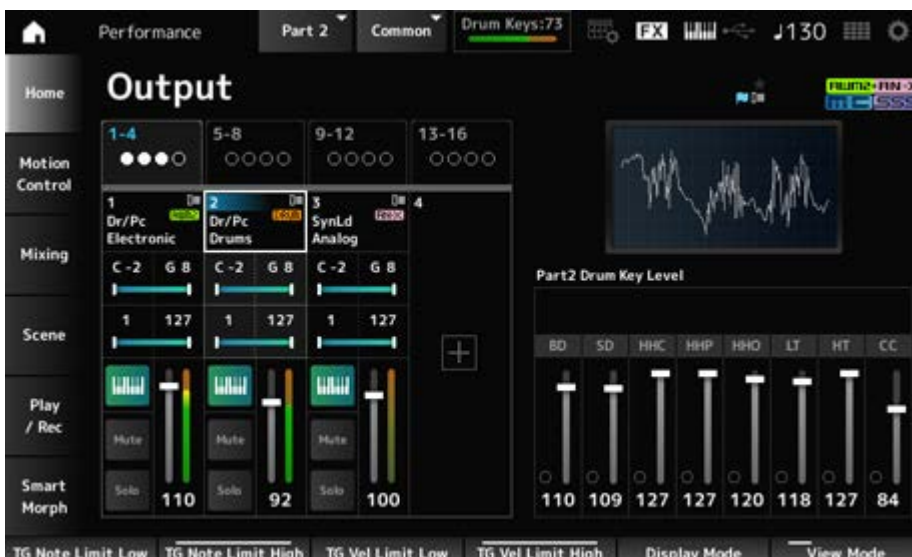 Performance Part 2 Common Drum Keys:73 FX ♩130
Home
Output
1-4 5-8 9-12 13-16
Motion
Control
1 2 3 4
Dr/Pc Dr/Pc SynLd
Electronic Drums Analog
Mixing
C -2 G 8 C -2 G 8 C -2 G 8
Part2 Drum Key Level
Scene
1 127 1 127 1 127
BD SD HHC HHP HHO LT HT CC
Play
/ Rec
Mute Mute Mute
Smart
Morph
Solo 110 Solo 92 Solo 100
110 109 127 127 120 118 127 84
TG Note Limit Low TG Note Limit High TG Vel Limit Low TG Vel Limit High Display Mode View Mode